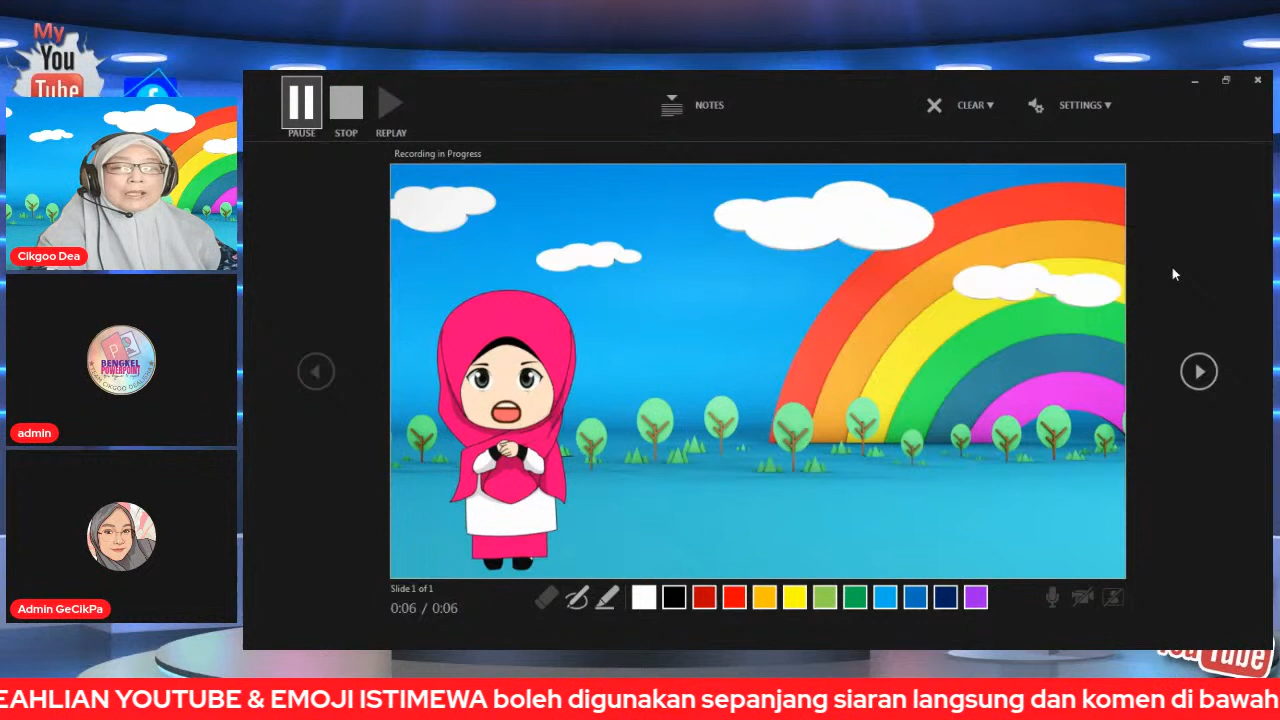 My
You
Tube
Cikgoo Dea
BENGKEL
POWERPOINT
admin
Admin GeCikPa
PAUSE
STOP
REPLAY
NOTES
CLEAR
SETTINGS
Recording in Progress
Slide 1 of 1
0:06 / 0:06
You Tube
EAHLIAN YOUTUBE & EMOJI ISTIMEWA boleh digunakan sepanjang siaran langsung dan komen di bawah